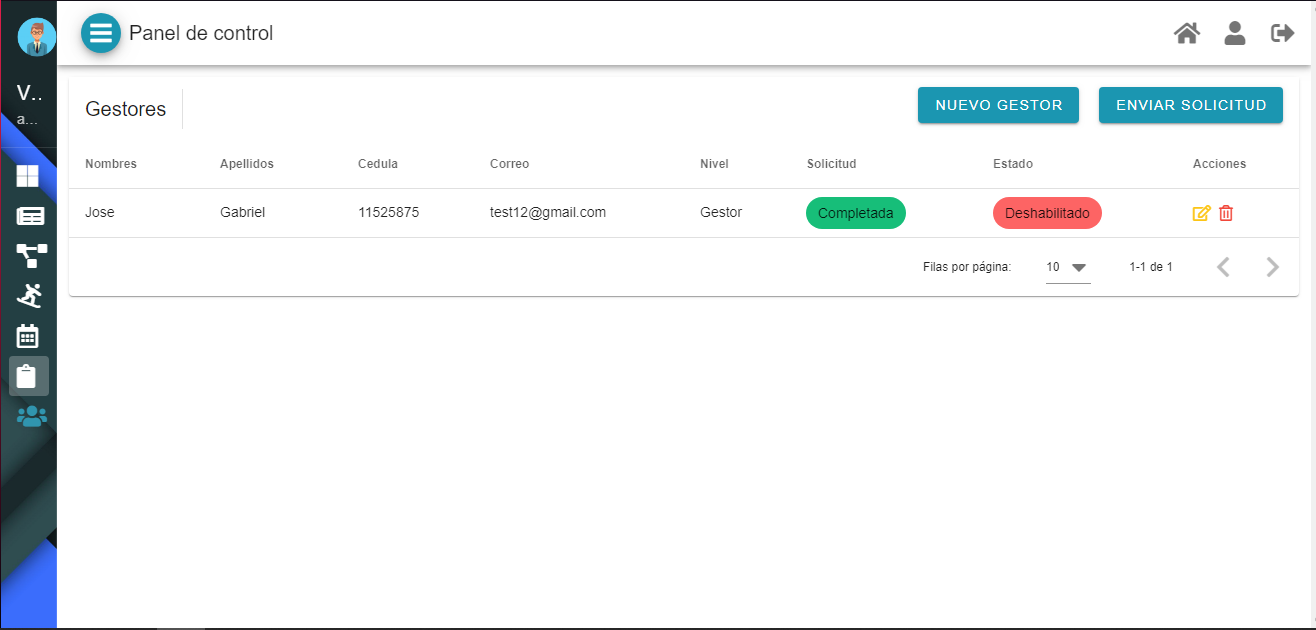 Panel de control
V..
a...
Gestores
NUEVO GESTOR
ENVIAR SOLICITUD
Nombres Apellidos Cedula Correo Nivel Solicitud Estado Acciones
Jose Gabriel 11525875 test12@gmail.com Gestor Completada Deshabilitado
Filas por página: 10 1-1 de 1